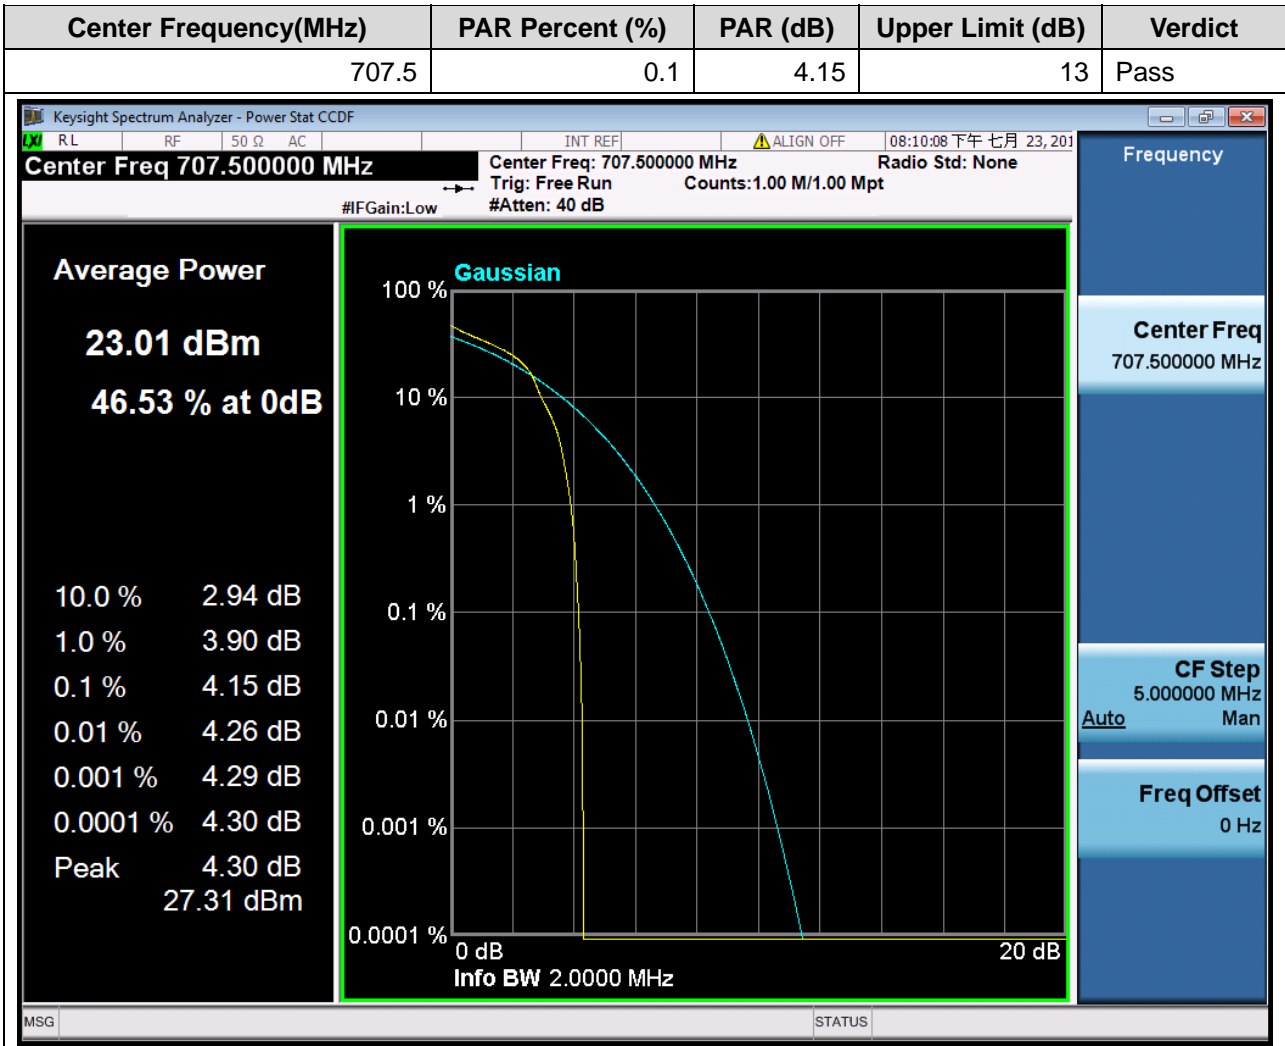 Center Frequency(MHz) PAR Percent (%) PAR (dB) Upper Limit (dB) Verdict
707.5 0.1 4.15 13 Pass
Keysight Spectrum Analyzer - Power Stat CCDF
LXI RL RF 50 Ω AC INT REF ALIGN OFF 08:10:08 下午 七月 23, 201
Center Freq 707.500000 MHz
Center Freq: 707.500000 MHz Radio Std: None
Trig: Free Run Counts:1.00 M/1.00 Mpt
#IFGain:Low #Atten: 40 dB
Average Power
23.01 dBm
46.53 % at 0dB
10.0 % 2.94 dB
1.0 % 3.90 dB
0.1 % 4.15 dB
0.01 % 4.26 dB
0.001 % 4.29 dB
0.0001 % 4.30 dB
Peak 4.30 dB
27.31 dBm
Gaussian
100 %
10 %
1 %
0.1 %
0.01 %
0.001 %
0.0001 %
0 dB 20 dB
Info BW 2.0000 MHz
Frequency
Center Freq
707.500000 MHz
CF Step
5.000000 MHz
Auto Man
Freq Offset
0 Hz
MSG STATUS